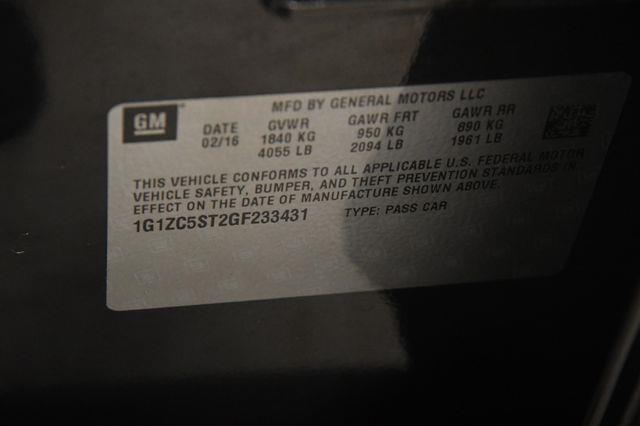 GM
MFD BY GENERAL MOTORS LLC
DATE GVWR GAWR FRT GAWR RR
02/16 1840 KG 950 KG 890 KG
4055 LB 2094 LB 1961 LB
THIS VEHICLE CONFORMS TO ALL APPLICABLE U.S. FEDERAL MOTOR
VEHICLE SAFETY, BUMPER, AND THEFT PREVENTION STANDARDS IN
EFFECT ON THE DATE OF MANUFACTURE SHOWN ABOVE.
1G1ZC5ST2GF233431 TYPE: PASS CAR